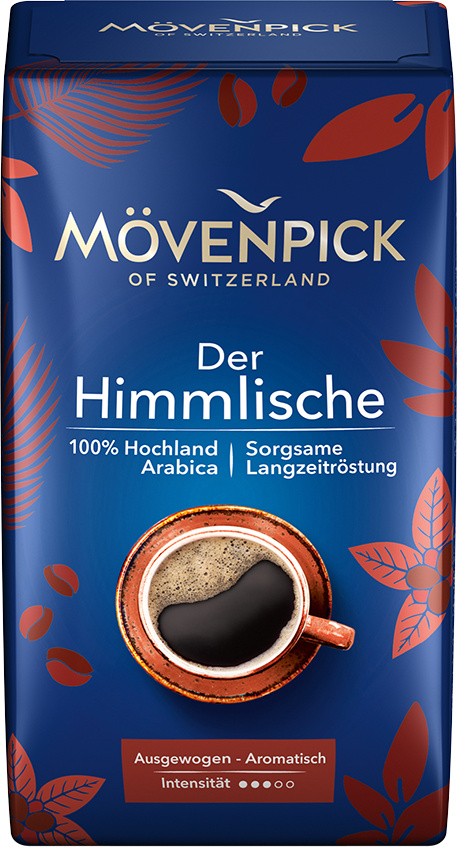 MÖVENPICK
OF SWITZERLAND
MÖVENPICK
OF SWITZERLAND
Der
Himmlische
100% Hochland Arabica
Sorgsame Langzeitröstung
Ausgewogen - Aromatisch
Intensität